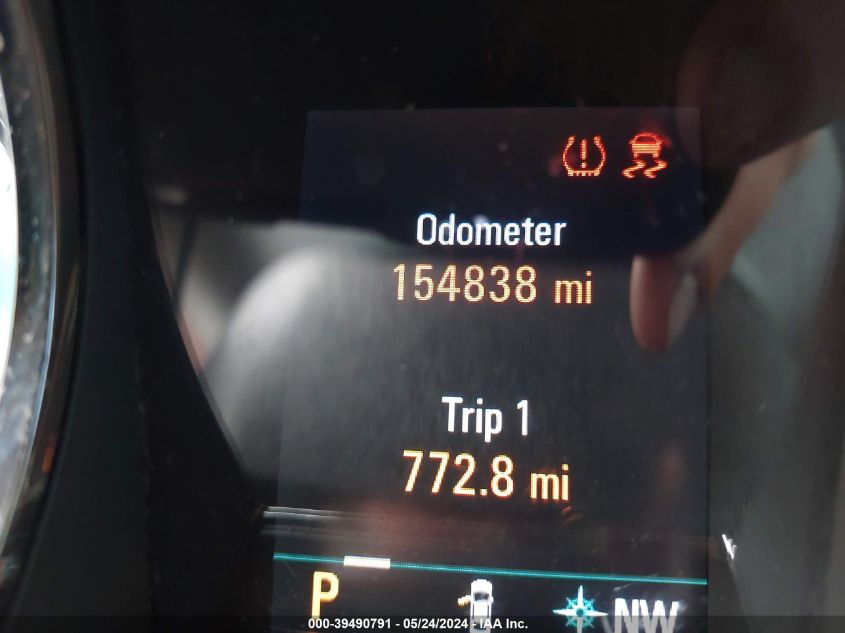 Odometer
154838 mi
Trip 1
772.8 mi
P
NW
000-39490791 - 05/24/2024 - IAA Inc.